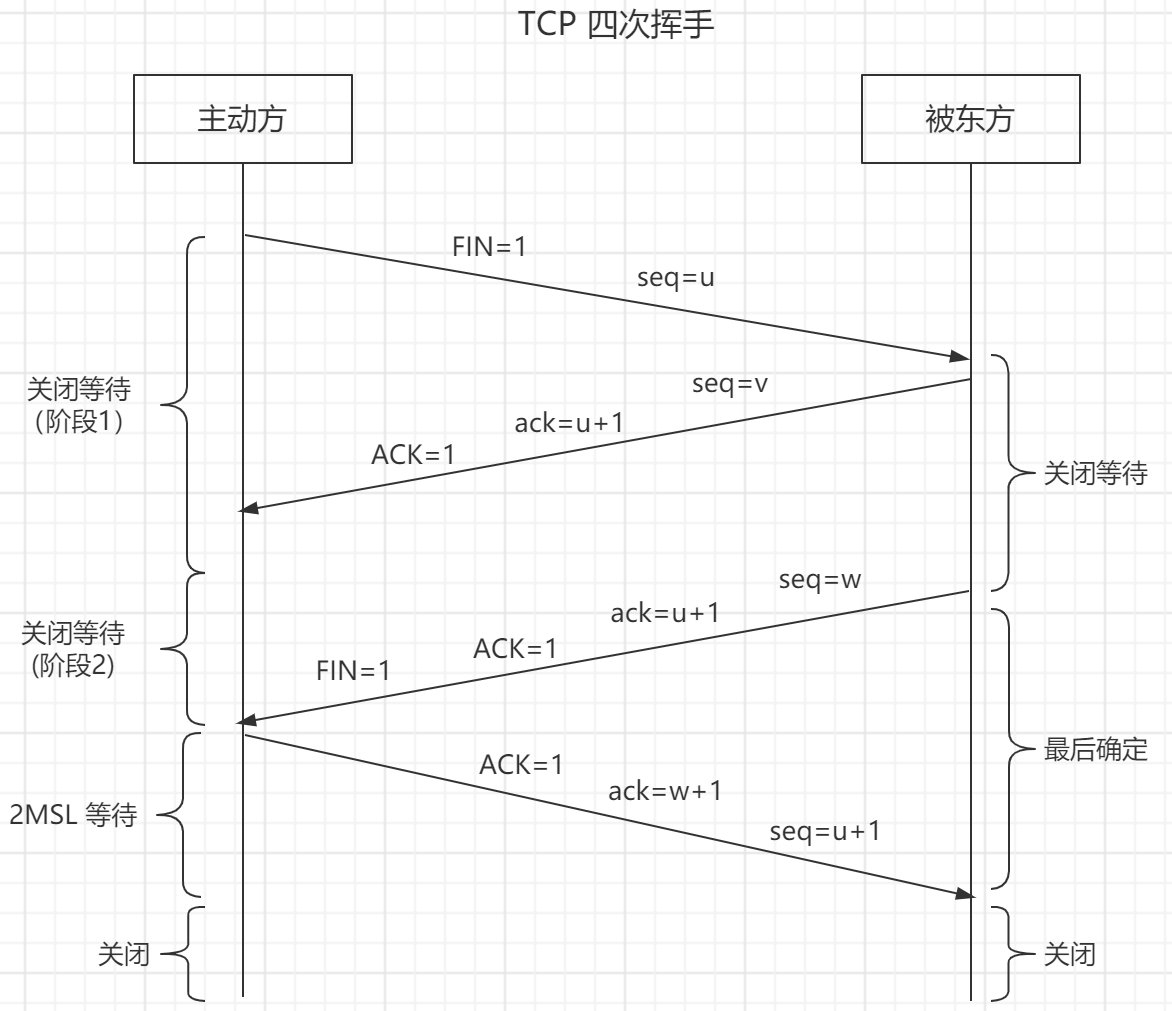 TCP 四次挥手
主动方
被东方
FIN=1
seq=u
seq=v
ack=u+1
ACK=1
关闭等待
（阶段1）
关闭等待
seq=w
ack=u+1
ACK=1
FIN=1
关闭等待
(阶段2)
最后确定
ACK=1
ack=w+1
seq=u+1
2MSL 等待
关闭
关闭